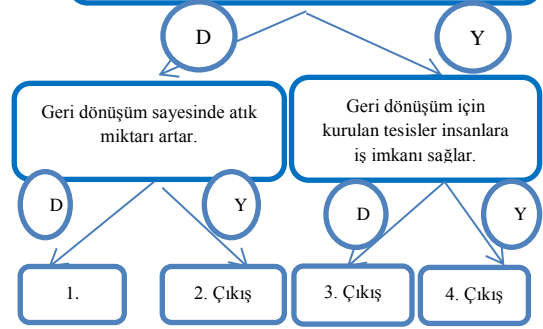 D
Y
Geri dönüşüm sayesinde atık
miktarı artar.
Geri dönüşüm için
kurulan tesisler insanlara
iş imkanı sağlar.
D
Y
D
Y
1.
2. Çıkış
3. Çıkış
4. Çıkış